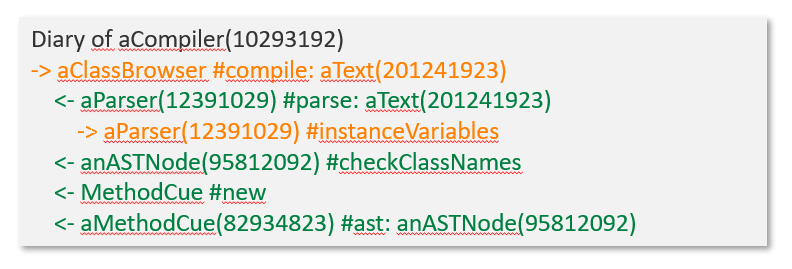 Diary of aCompiler(10293192)
-> aClassBrowser #compile: aText(201241923)
<- aParser(12391029) #parse: aText(201241923)
-> aParser(12391029) #instanceVariables
<- anASTNode(95812092) #checkClassNames
<- MethodCue #new
<- aMethodCue(82934823) #ast: anASTNode(95812092)